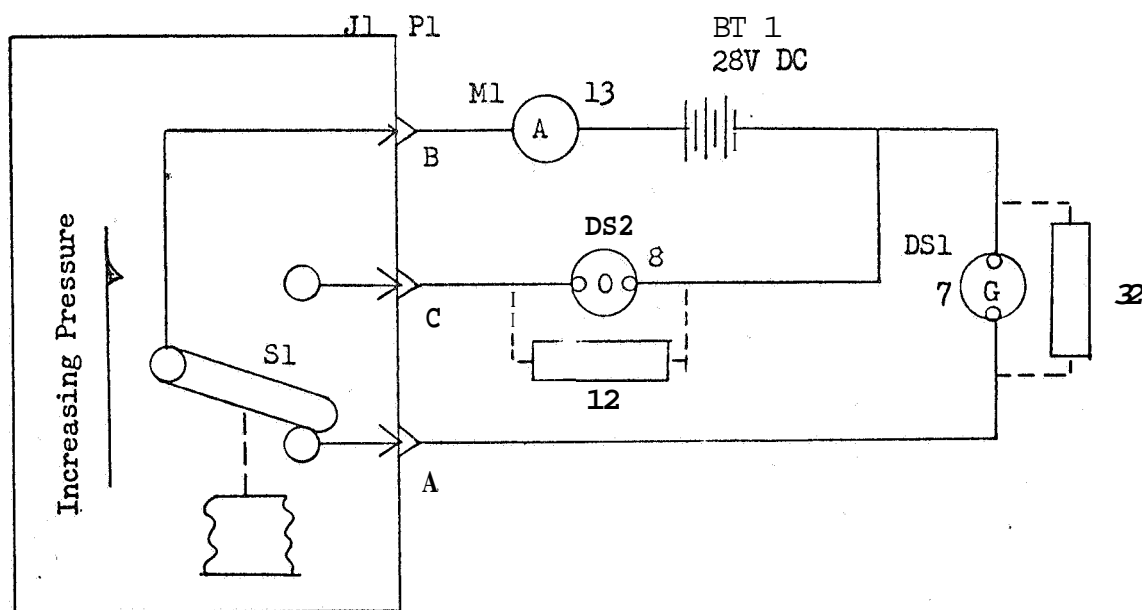 J1 P1
BT 1
28V DC
M1 13
A
B
DS2
8
DS1
7 G
32
O
C
S1
12
A
Increasing Pressure